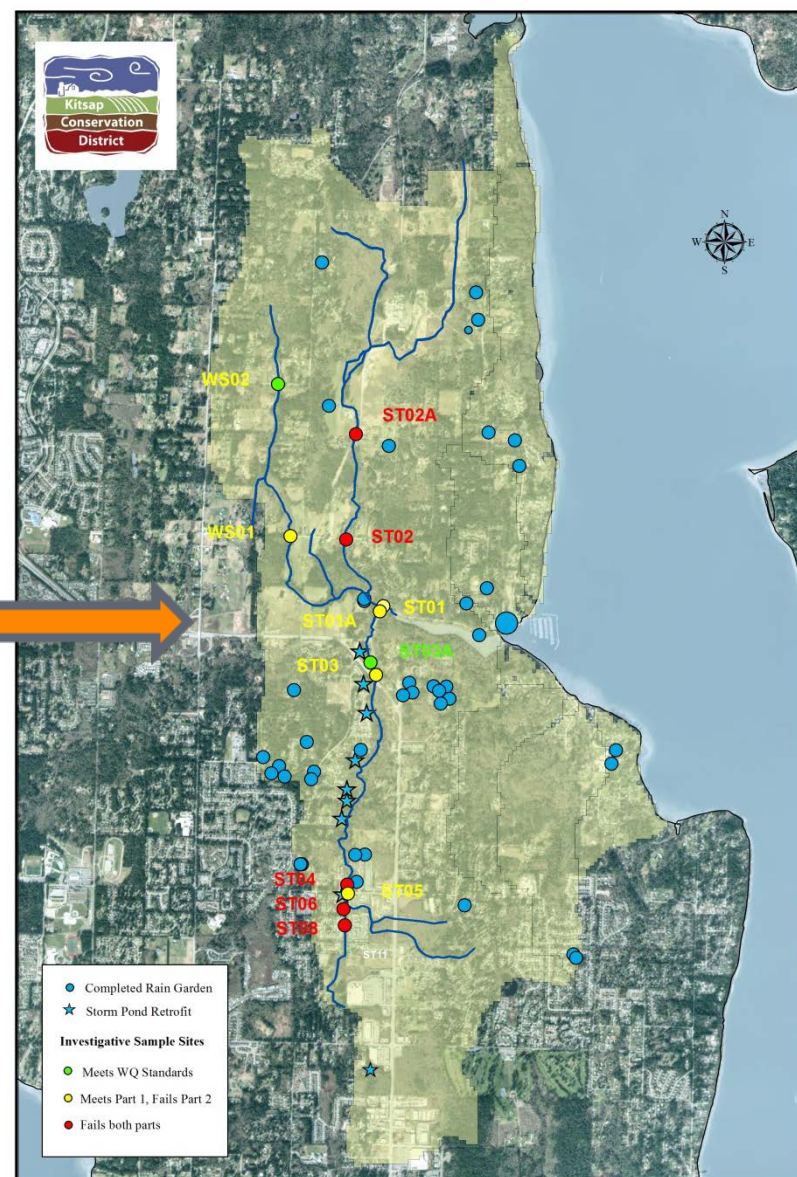 Kitsap
Conservation
District
N
W E
S
WS02
ST02A
WS01
ST02
ST01
ST01A
ST03A
ST03
ST04
ST05
ST06
ST08
ST11
Completed Rain Garden
Storm Pond Retrofit
Investigative Sample Sites
Meets WQ Standards
Meets Part 1, Fails Part 2
Fails both parts